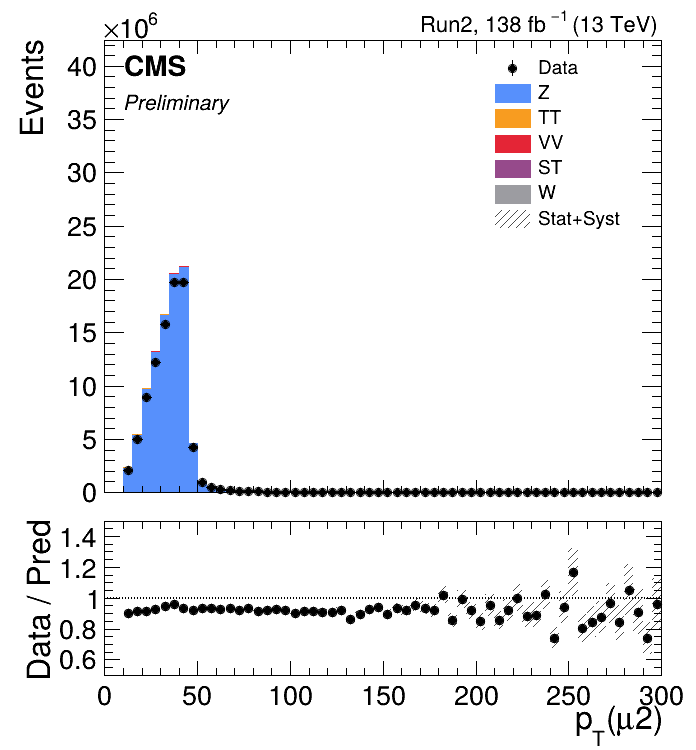 ×10⁶
Run2, 138 fb⁻¹ (13 TeV)
CMS
Preliminary
Events
40
35
30
25
20
15
10
5
0
Data
Z
TT
VV
ST
W
Stat+Syst
Data / Pred
1.4
1.2
1
0.8
0.6
0 50 100 150 200 250 300
p_T(μ2)